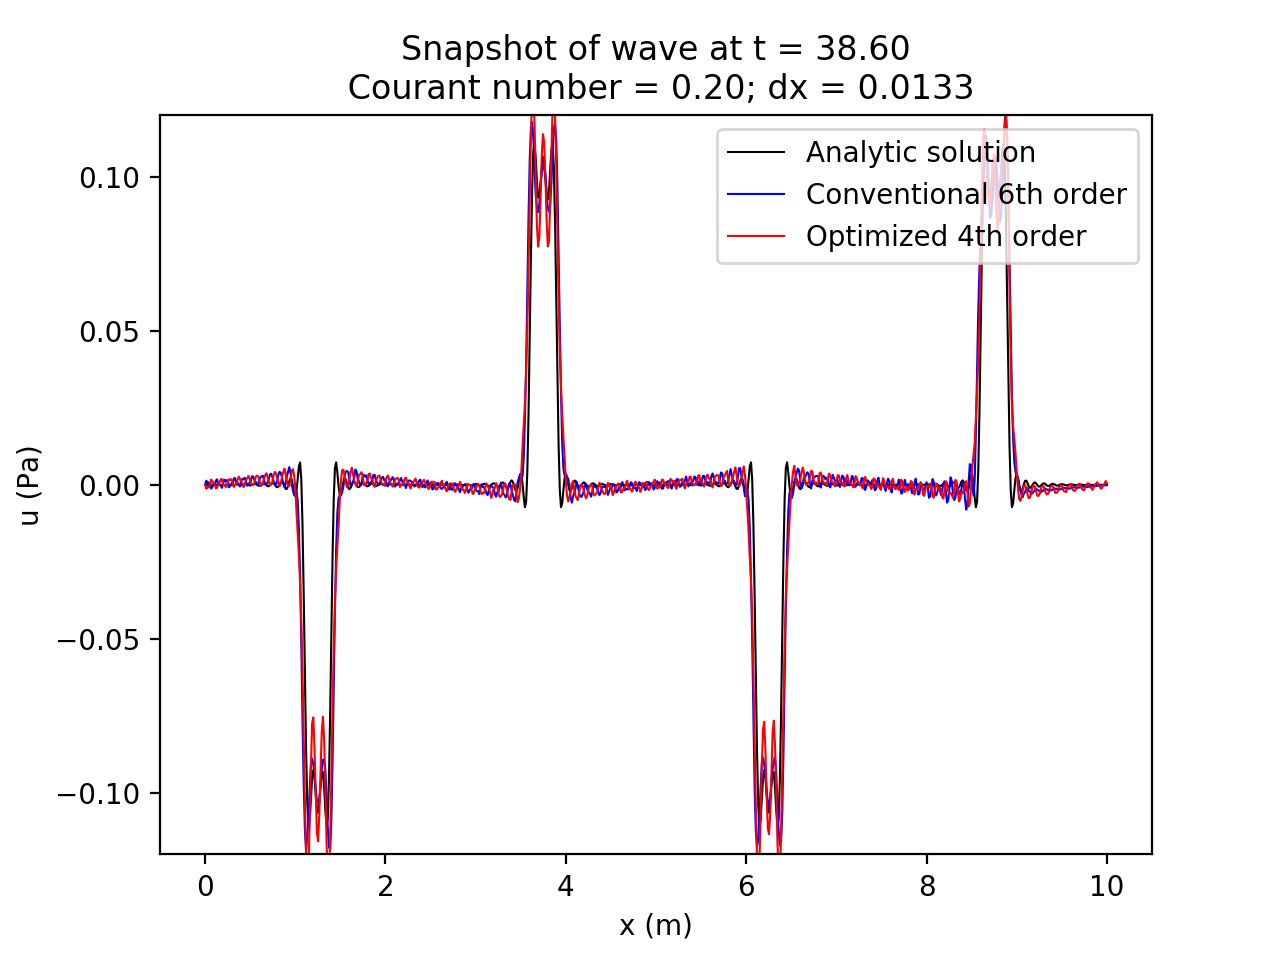 Snapshot of wave at t = 38.60
Courant number = 0.20; dx = 0.0133
Analytic solution
Conventional 6th order
Optimized 4th order
0.10
0.05
0.00
−0.05
−0.10
u (Pa)
0 2 4 6 8 10
x (m)